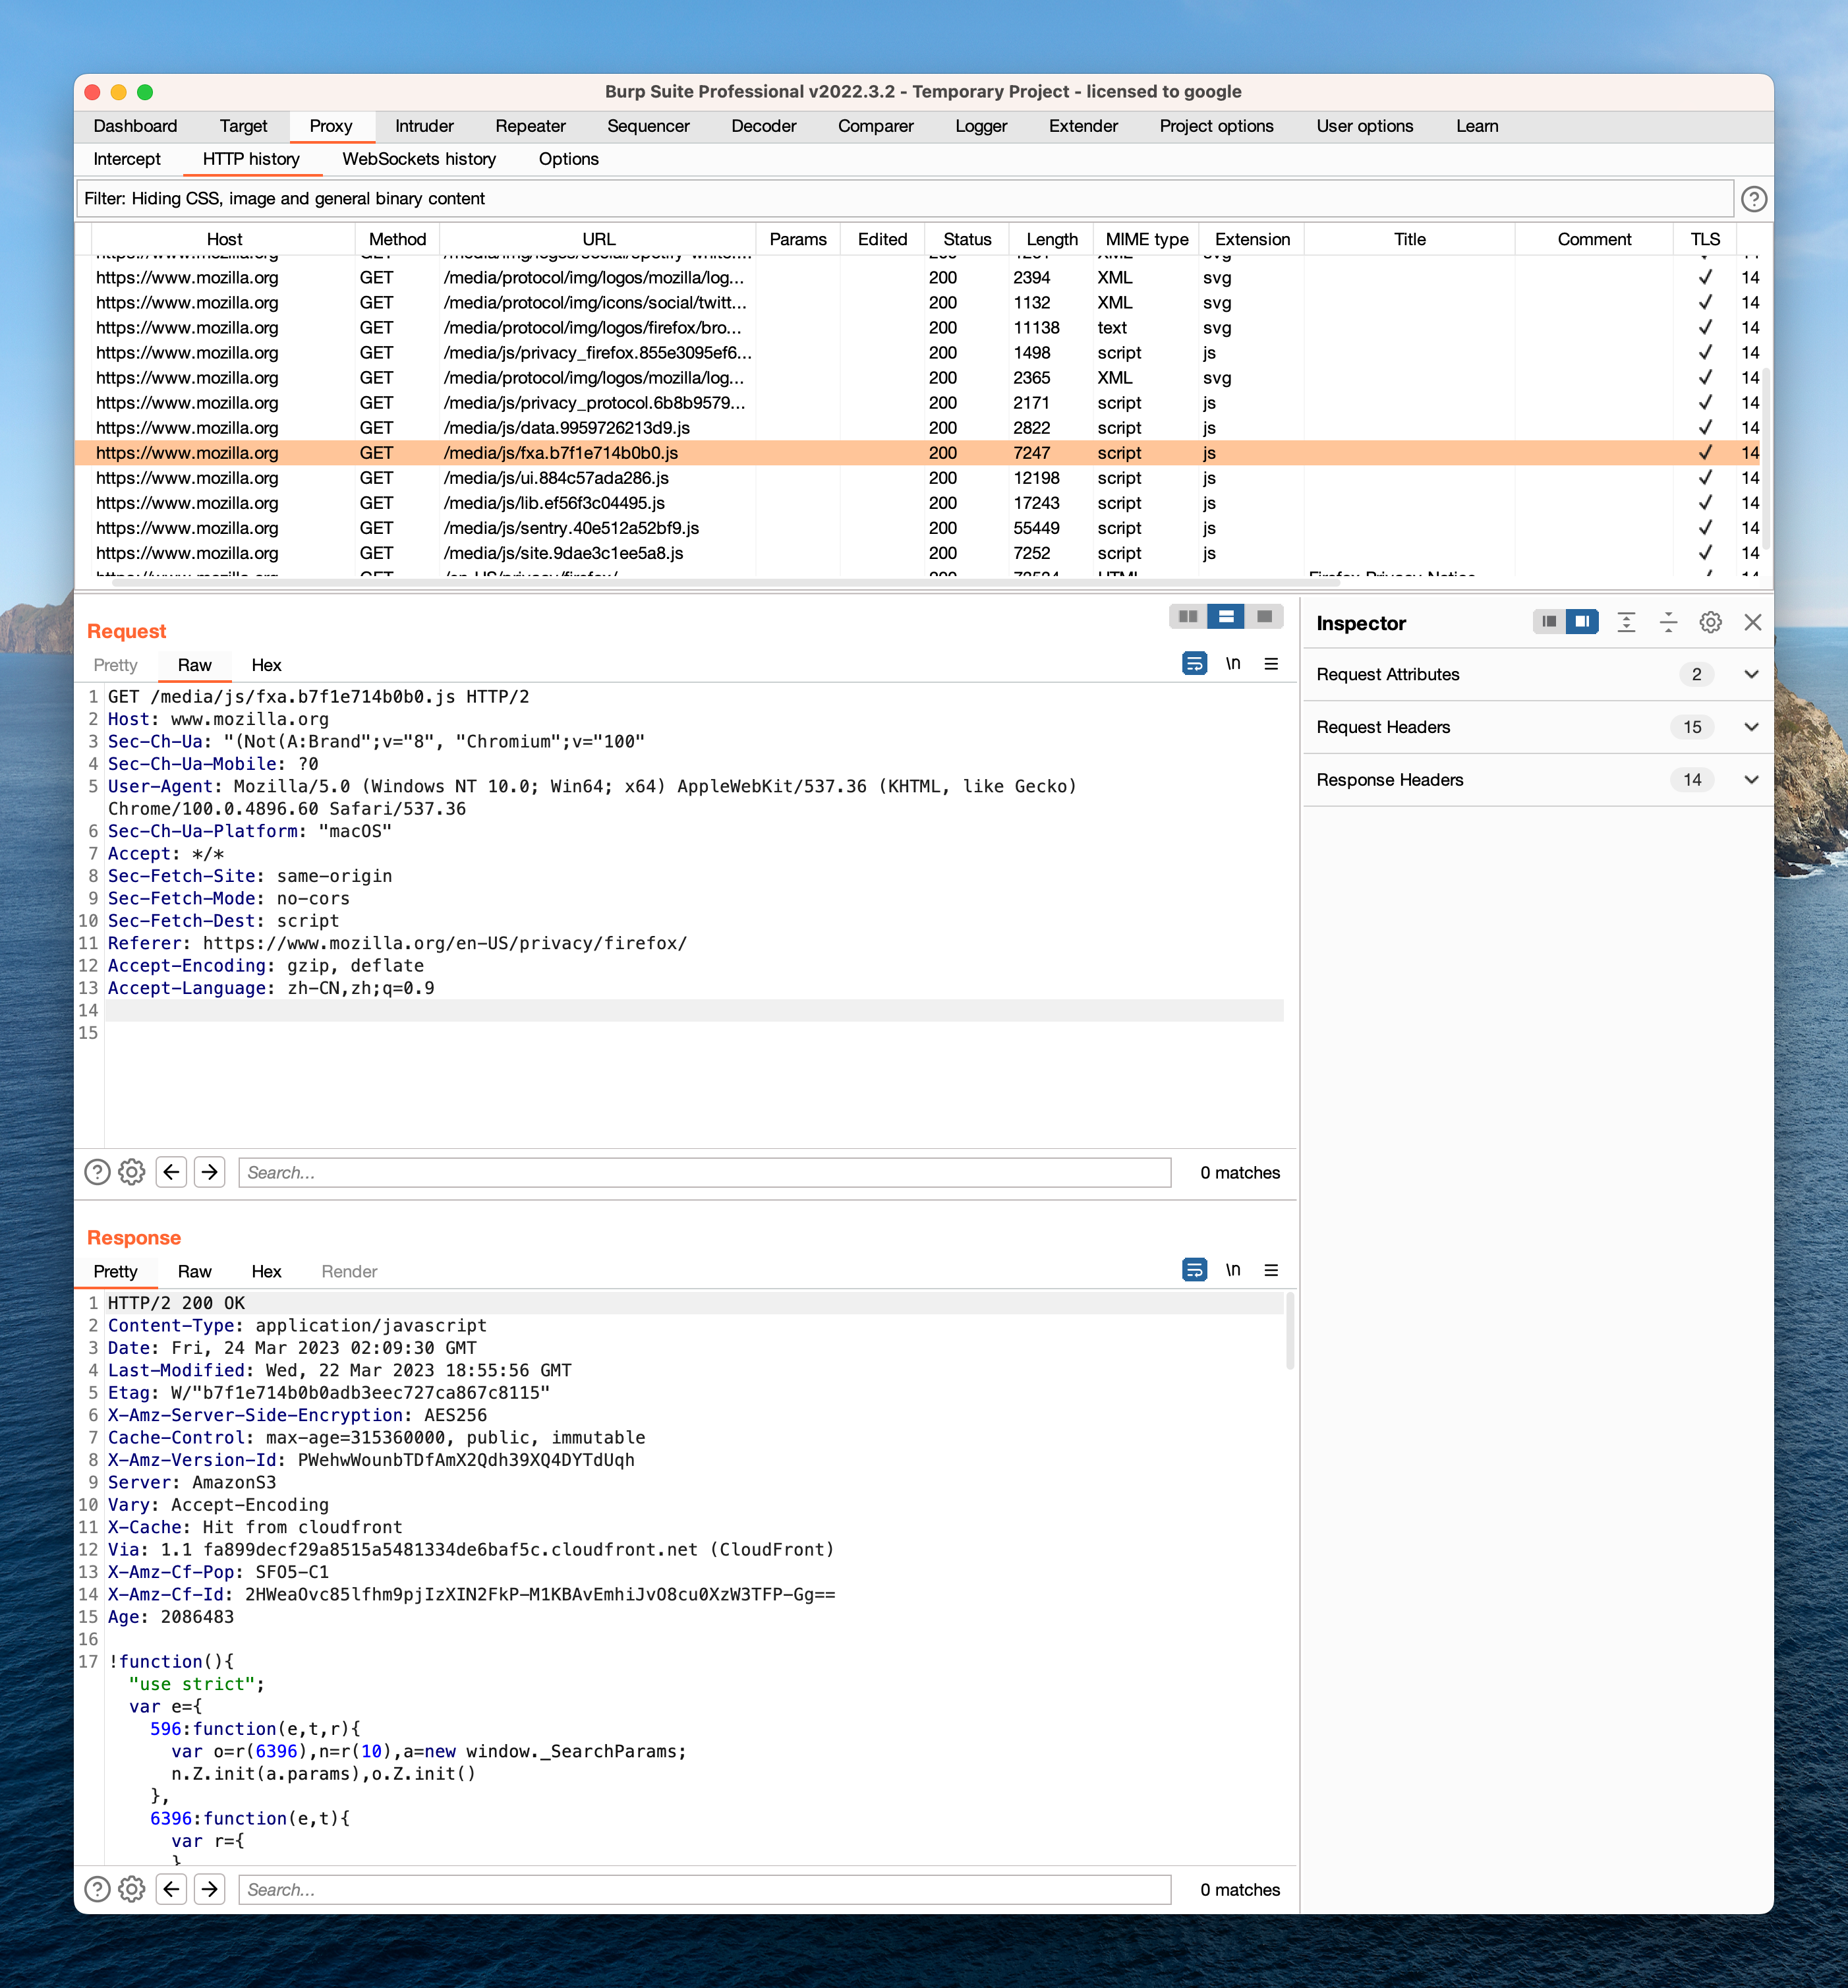 Burp Suite Professional v2022.3.2 - Temporary Project - licensed to google
Dashboard Target Proxy Intruder Repeater Sequencer Decoder Comparer Logger Extender Project options User options Learn
Intercept HTTP history WebSockets history Options
Filter: Hiding CSS, image and general binary content
Host Method URL Params Edited Status Length MIME type Extension Title Comment TLS
https://www.mozilla.org GET /media/protocol/img/logos/mozilla/log... 200 2394 XML svg ✓ 14
https://www.mozilla.org GET /media/protocol/img/icons/social/twitt... 200 1132 XML svg ✓ 14
https://www.mozilla.org GET /media/protocol/img/logos/firefox/bro... 200 11138 text svg ✓ 14
https://www.mozilla.org GET /media/js/privacy_firefox.855e3095ef6... 200 1498 script js ✓ 14
https://www.mozilla.org GET /media/protocol/img/logos/mozilla/log... 200 2365 XML svg ✓ 14
https://www.mozilla.org GET /media/js/privacy_protocol.6b8b9579... 200 2171 script js ✓ 14
https://www.mozilla.org GET /media/js/data.9959726213d9.js 200 2822 script js ✓ 14
https://www.mozilla.org GET /media/js/fxa.b7f1e714b0b0.js 200 7247 script js ✓ 14
https://www.mozilla.org GET /media/js/ui.884c57ada286.js 200 12198 script js ✓ 14
https://www.mozilla.org GET /media/js/lib.ef56f3c04495.js 200 17243 script js ✓ 14
https://www.mozilla.org GET /media/js/sentry.40e512a52bf9.js 200 55449 script js ✓ 14
https://www.mozilla.org GET /media/js/site.9dae3c1ee5a8.js 200 7252 script js ✓ 14
Request
Pretty Raw Hex \n
1 GET /media/js/fxa.b7f1e714b0b0.js HTTP/2
2 Host: www.mozilla.org
3 Sec-Ch-Ua: "(Not(A:Brand";v="8", "Chromium";v="100"
4 Sec-Ch-Ua-Mobile: ?0
5 User-Agent: Mozilla/5.0 (Windows NT 10.0; Win64; x64) AppleWebKit/537.36 (KHTML, like Gecko)
Chrome/100.0.4896.60 Safari/537.36
6 Sec-Ch-Ua-Platform: "macOS"
7 Accept: */*
8 Sec-Fetch-Site: same-origin
9 Sec-Fetch-Mode: no-cors
10 Sec-Fetch-Dest: script
11 Referer: https://www.mozilla.org/en-US/privacy/firefox/
12 Accept-Encoding: gzip, deflate
13 Accept-Language: zh-CN,zh;q=0.9
14
15
Search... 0 matches
Response
Pretty Raw Hex Render \n
1 HTTP/2 200 OK
2 Content-Type: application/javascript
3 Date: Fri, 24 Mar 2023 02:09:30 GMT
4 Last-Modified: Wed, 22 Mar 2023 18:55:56 GMT
5 Etag: W/"b7f1e714b0b0adb3eec727ca867c8115"
6 X-Amz-Server-Side-Encryption: AES256
7 Cache-Control: max-age=315360000, public, immutable
8 X-Amz-Version-Id: PWehwWounbTDfAmX2Qdh39XQ4DYTdUqh
9 Server: AmazonS3
10 Vary: Accept-Encoding
11 X-Cache: Hit from cloudfront
12 Via: 1.1 fa899decf29a8515a5481334de6baf5c.cloudfront.net (CloudFront)
13 X-Amz-Cf-Pop: SFO5-C1
14 X-Amz-Cf-Id: 2HWeaOvc85lfhm9pjIzXIN2FkP-M1KBAvEmhiJvO8cu0XzW3TFP-Gg==
15 Age: 2086483
16
17 !function(){
"use strict";
var e={
596:function(e,t,r){
var o=r(6396),n=r(10),a=new window._SearchParams;
n.Z.init(a.params),o.Z.init()
},
6396:function(e,t){
var r={
}
Search... 0 matches
Inspector
Request Attributes 2
Request Headers 15
Response Headers 14